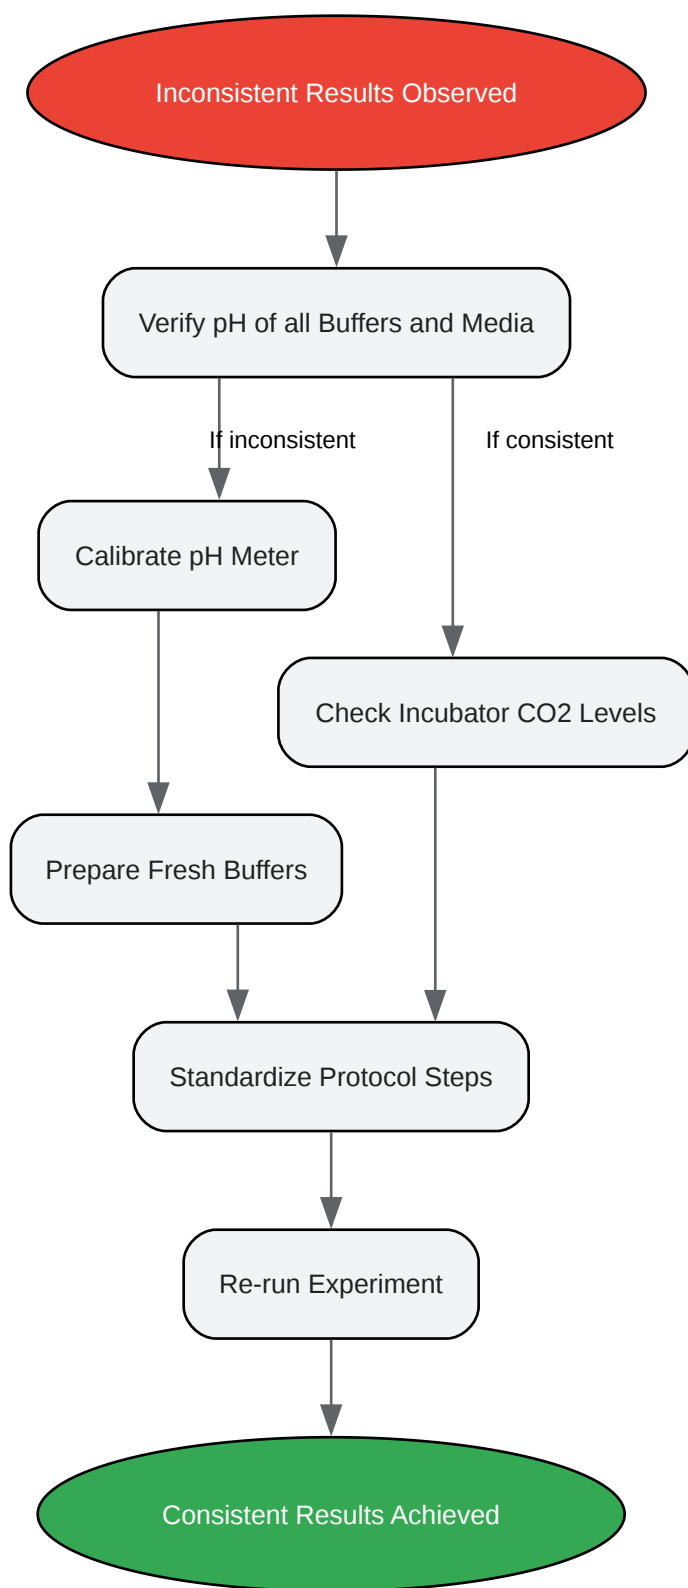 Inconsistent Results Observed
Verify pH of all Buffers and Media
If inconsistent
If consistent
Calibrate pH Meter
Check Incubator CO2 Levels
Prepare Fresh Buffers
Standardize Protocol Steps
Re-run Experiment
Consistent Results Achieved